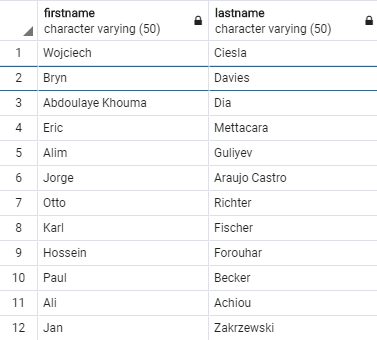 firstname lastname
character varying (50) character varying (50)
1 Wojciech Ciesla
2 Bryn Davies
3 Abdoulaye Khouma Dia
4 Eric Mettacara
5 Alim Guliyev
6 Jorge Araujo Castro
7 Otto Richter
8 Karl Fischer
9 Hossein Forouhar
10 Paul Becker
11 Ali Achiou
12 Jan Zakrzewski